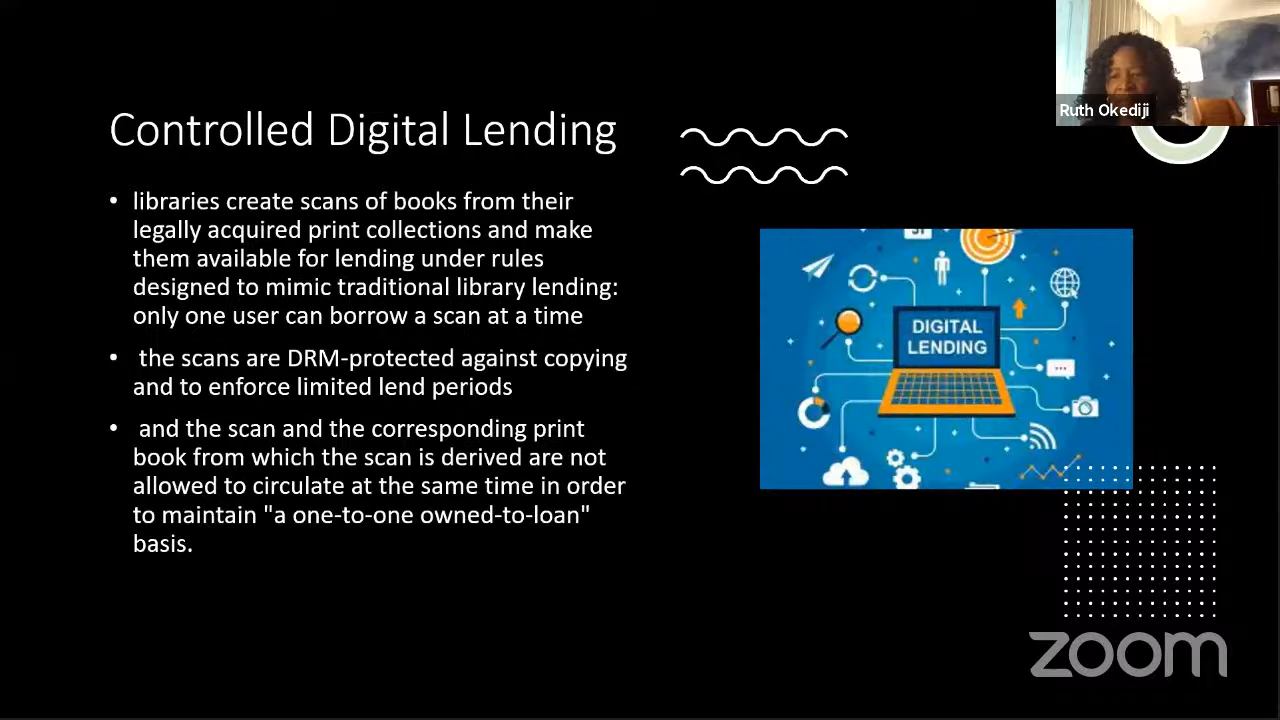 Ruth Okediji
Controlled Digital Lending
• libraries create scans of books from their
legally acquired print collections and make
them available for lending under rules
designed to mimic traditional library lending:
only one user can borrow a scan at a time
• the scans are DRM-protected against copying
and to enforce limited lend periods
• and the scan and the corresponding print
book from which the scan is derived are not
allowed to circulate at the same time in order
to maintain "a one-to-one owned-to-loan"
basis.
DIGITAL
LENDING
zoom